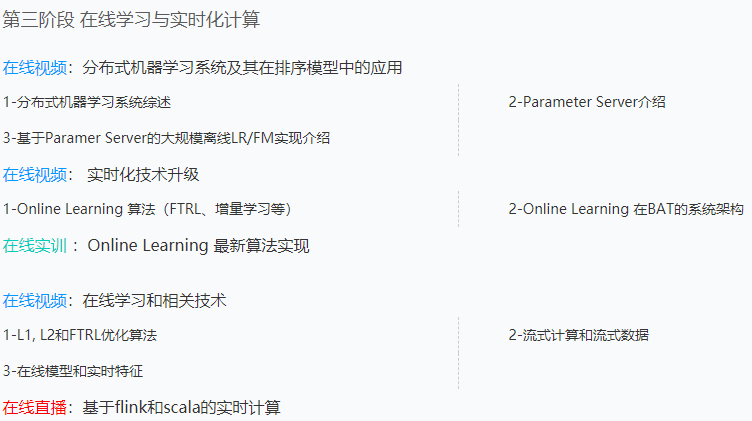 第三阶段 在线学习与实时化计算
在线视频：分布式机器学习系统及其在排序模型中的应用
1-分布式机器学习系统综述
2-Parameter Server介绍
3-基于Paramer Server的大规模离线LR/FM实现介绍
在线视频： 实时化技术升级
1-Online Learning 算法（FTRL、增量学习等）
2-Online Learning 在BAT的系统架构
在线实训 ：Online Learning 最新算法实现
在线视频：在线学习和相关技术
1-L1, L2和FTRL优化算法
2-流式计算和流式数据
3-在线模型和实时特征
在线直播：基于flink和scala的实时计算